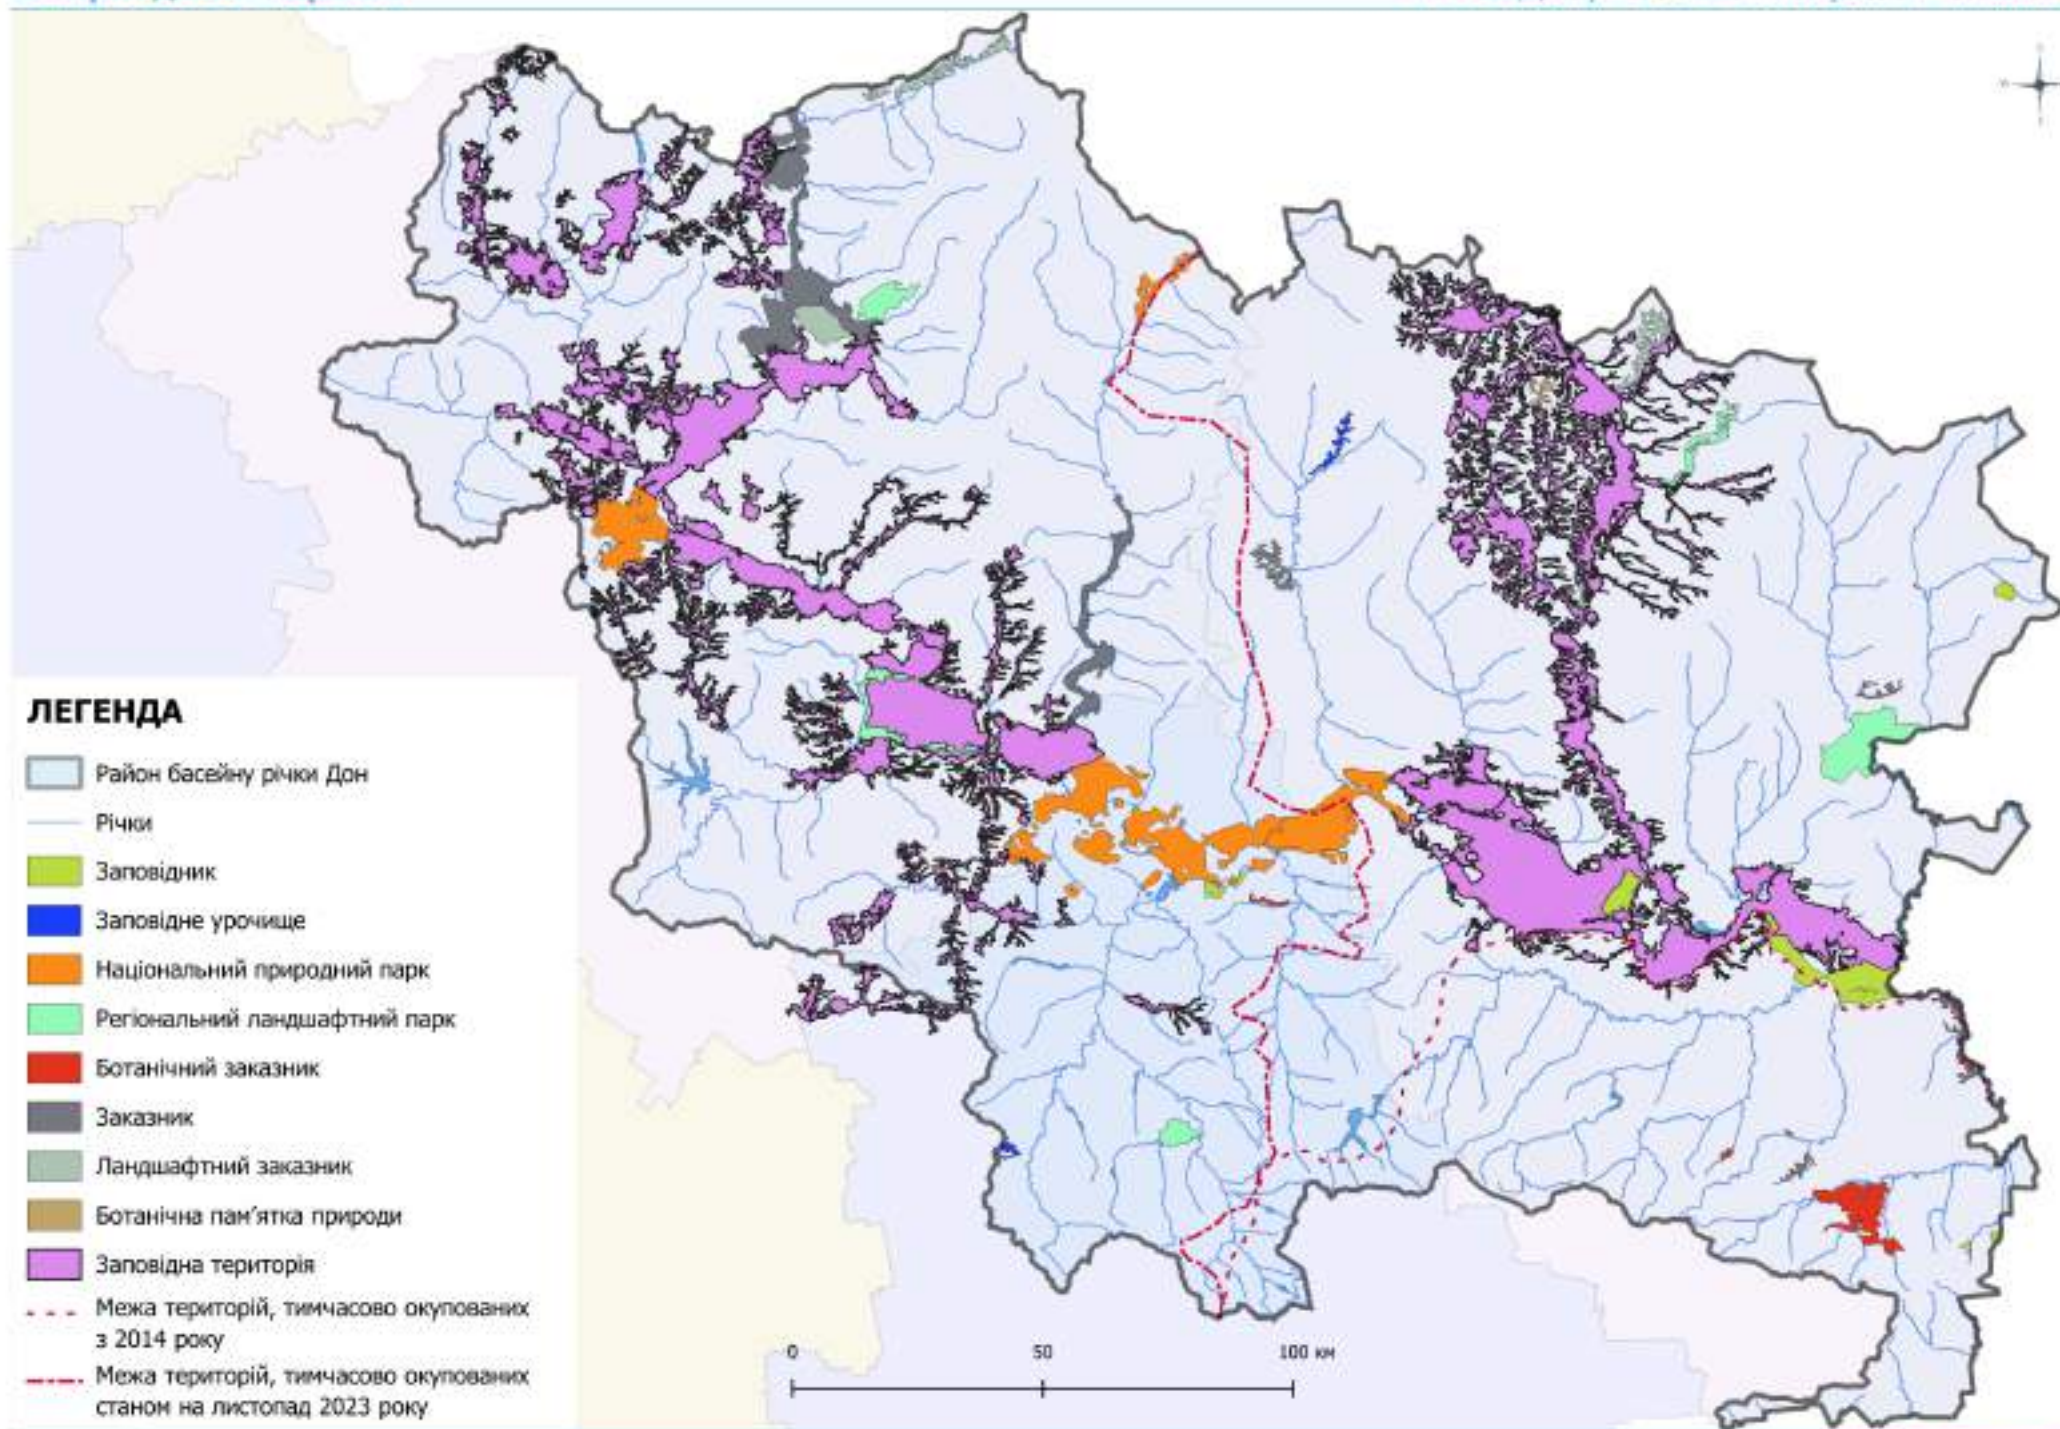 ЛЕГЕНДА
Район басейну річки Дон
Річки
Заповідник
Заповідне урочище
Національний природний парк
Регіональний ландшафтний парк
Ботанічний заказник
Заказник
Ландшафтний заказник
Ботанічна пам'ятка природи
Заповідна територія
Межа територій, тимчасово окупованих
з 2014 року
Межа територій, тимчасово окупованих
станом на листопад 2023 року
0 50 100 км